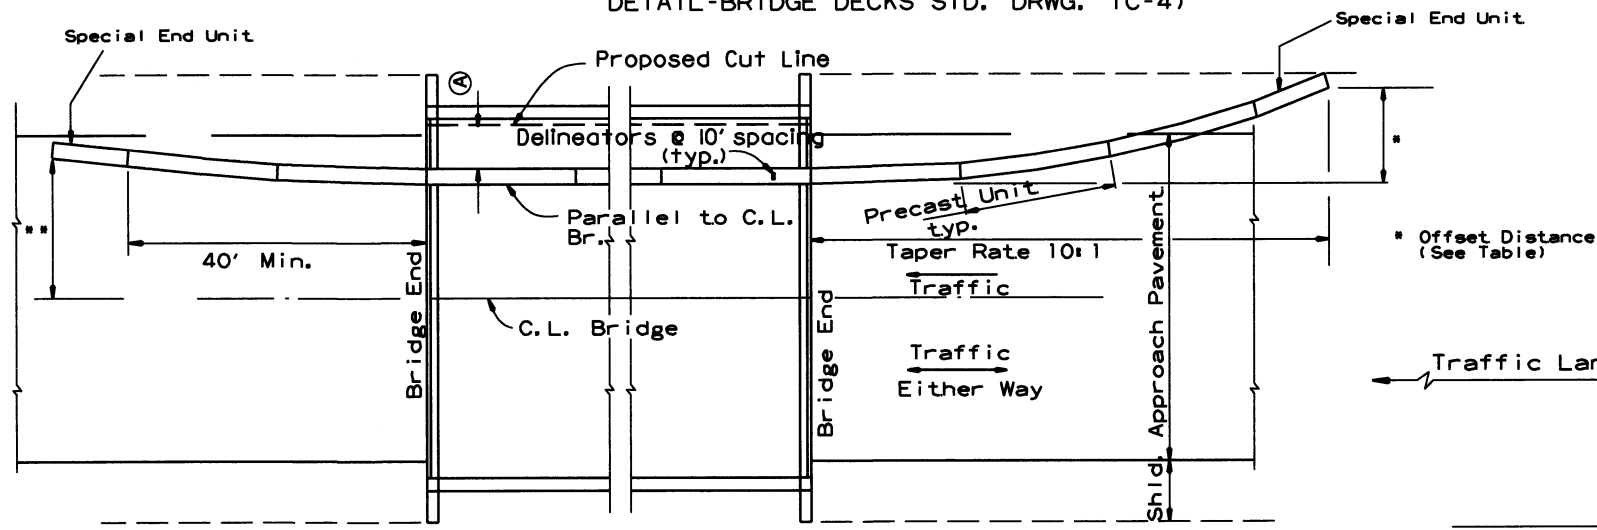 DETAIL-BRIDGE DECKS STD. DRWG. TC-4)
Special End Unit
Special End Unit
A
Proposed Cut Line
Delineators @ 10' spacing
(typ.)
*
Parallel to C.L.
Br.
Precast Unit
typ.
* *
40' Min.
Taper Rate 10:1
* Offset Distance
(See Table)
Traffic
C.L. Bridge
Bridge End
Bridge End
Traffic
Either Way
Approach Pavement
Shld.
Traffic Lan